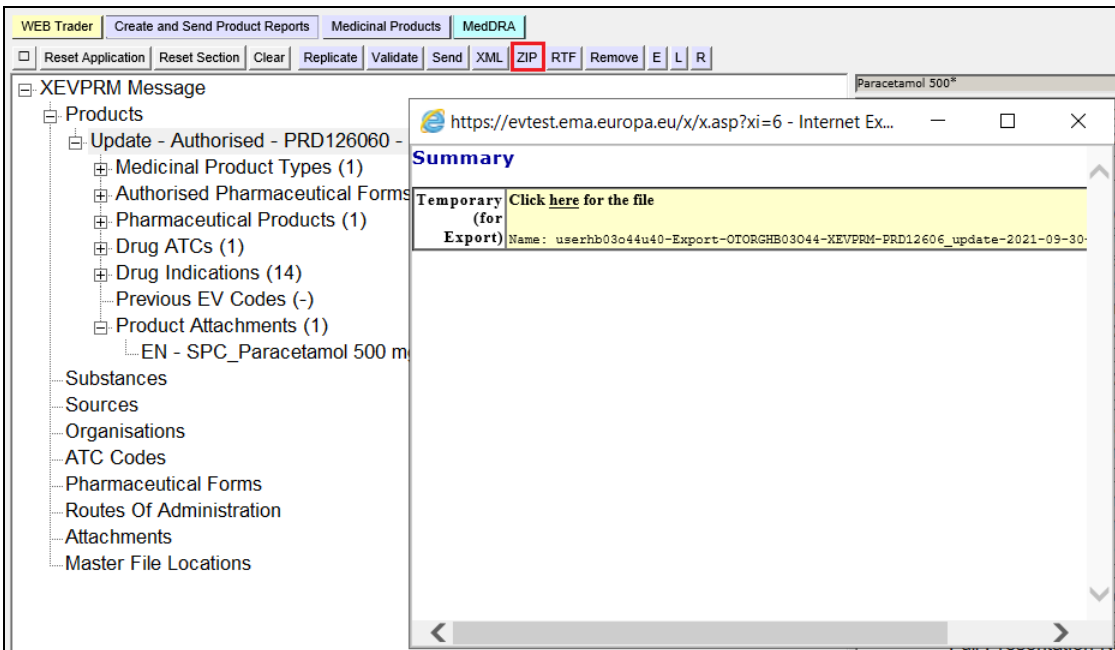 WEB Trader Create and Send Product Reports Medicinal Products MedDRA
Reset Application Reset Section Clear Replicate Validate Send XML ZIP RTF Remove E L R
XEVPRM Message
Paracetamol 500*
Products
Update - Authorised - PRD126060 -
Medicinal Product Types (1)
Authorised Pharmaceutical Forms
Pharmaceutical Products (1)
Drug ATCs (1)
Drug Indications (14)
Previous EV Codes (-)
Product Attachments (1)
EN - SPC_Paracetamol 500 m
Substances
Sources
Organisations
ATC Codes
Pharmaceutical Forms
Routes Of Administration
Attachments
Master File Locations
https://evtest.ema.europa.eu/x/x.asp?xi=6 - Internet Ex...
Summary
Temporary (for Export)
Click here for the file
Name: userhb03o44u40-Export-OTORGHB03O44-XEVPRM-PRD12606_update-2021-09-30-